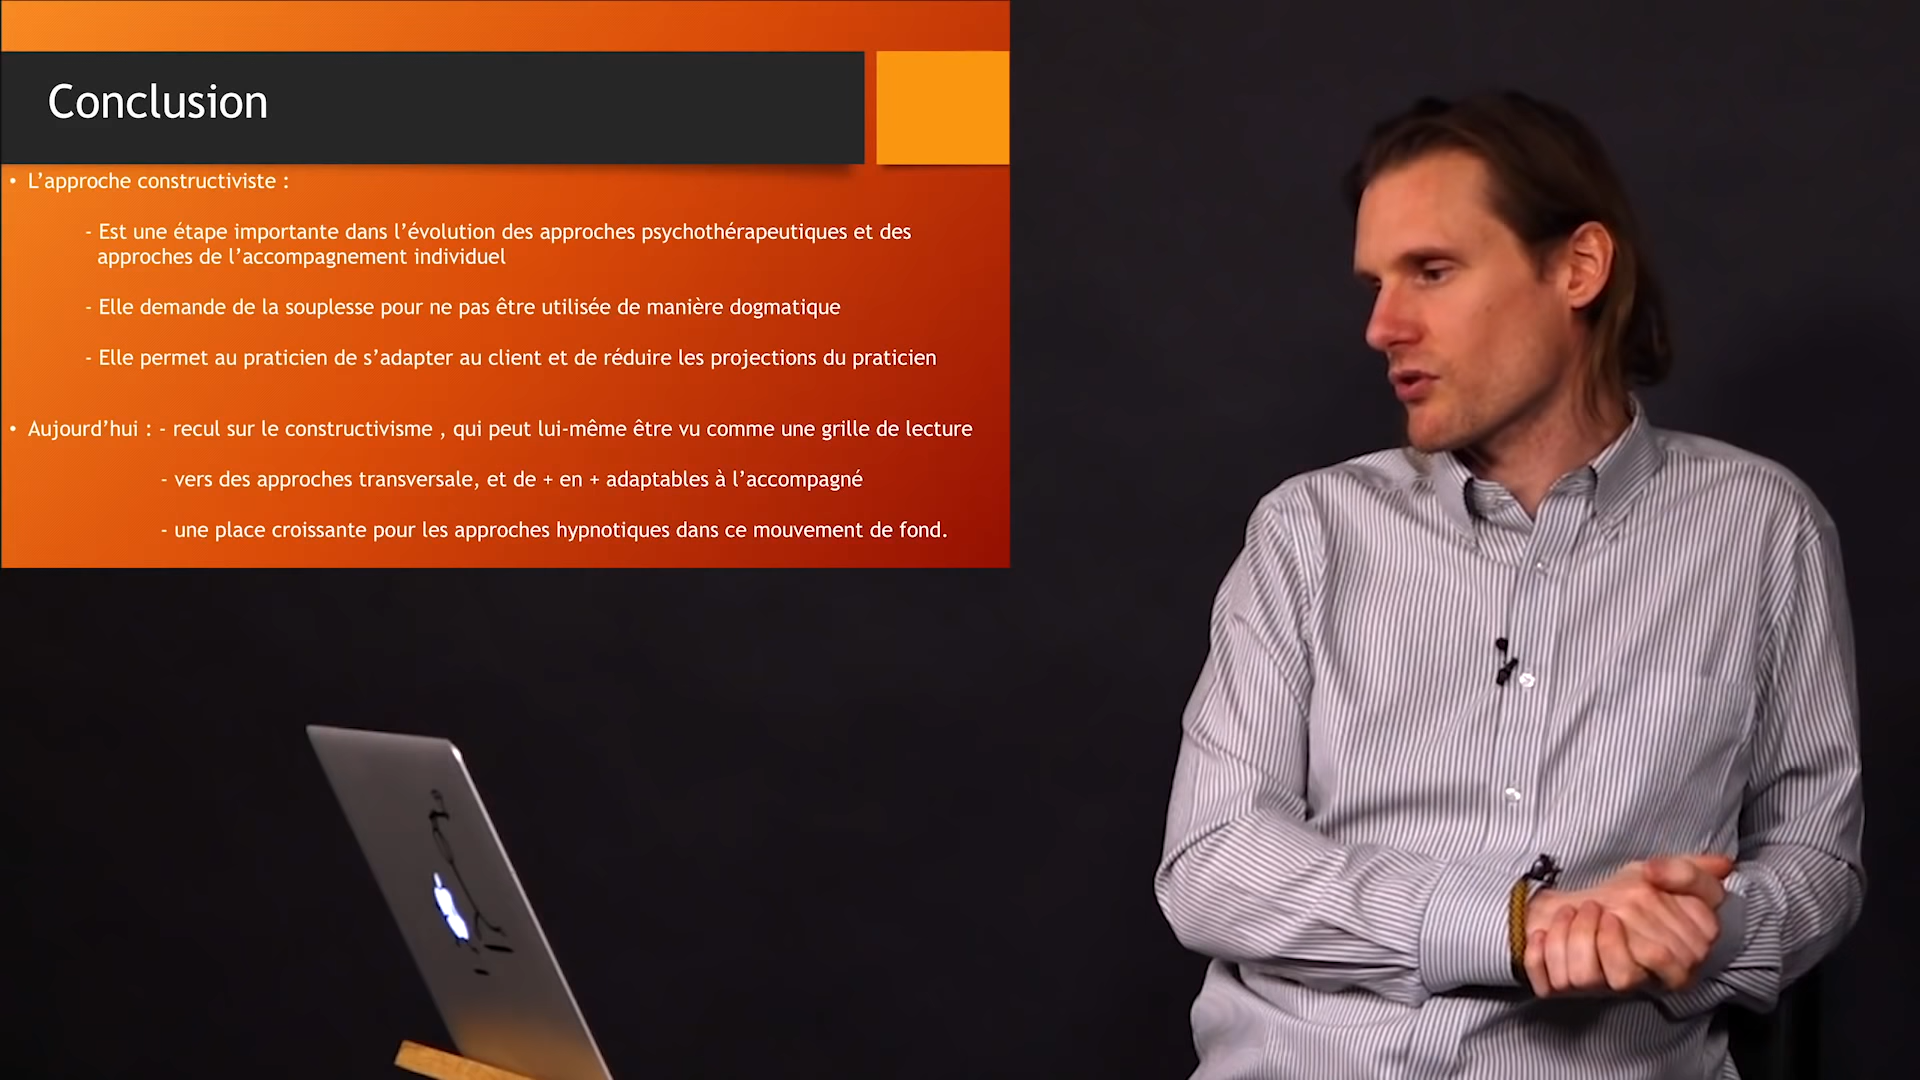 Conclusion
• L'approche constructiviste :
- Est une étape importante dans l'évolution des approches psychothérapeutiques et des
approches de l'accompagnement individuel
- Elle demande de la souplesse pour ne pas être utilisée de manière dogmatique
- Elle permet au praticien de s'adapter au client et de réduire les projections du praticien
• Aujourd'hui : - recul sur le constructivisme , qui peut lui-même être vu comme une grille de lecture
- vers des approches transversale, et de + en + adaptables à l'accompagné
- une place croissante pour les approches hypnotiques dans ce mouvement de fond.